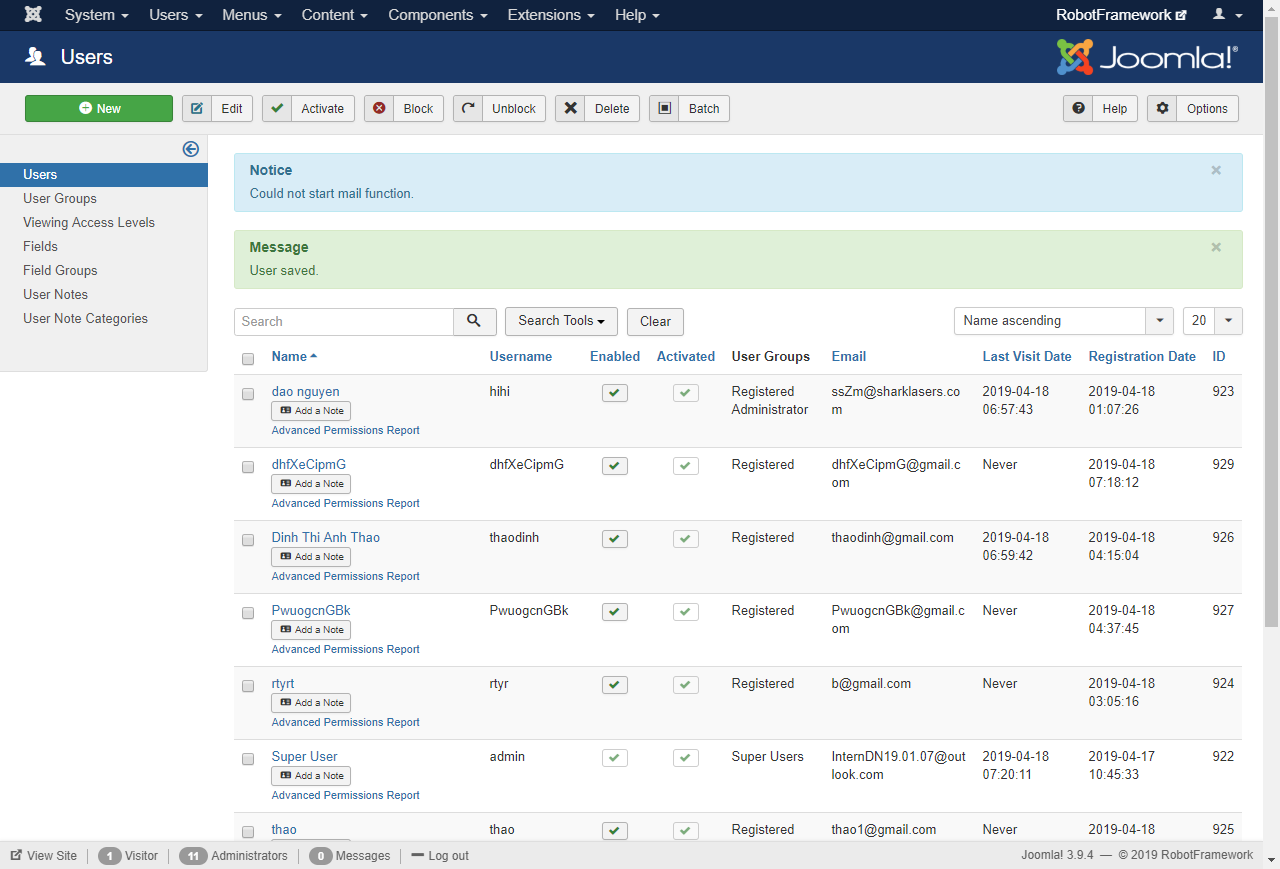 System Users Menus Content Components Extensions Help RobotFramework
Users Joomla!®
New Edit Activate Block Unblock Delete Batch Help Options
Users
User Groups
Viewing Access Levels
Fields
Field Groups
User Notes
User Note Categories
Notice ×
Could not start mail function.
Message ×
User saved.
Search Search Tools Clear Name ascending 20
Name Username Enabled Activated User Groups Email Last Visit Date Registration Date ID
dao nguyen hihi Registered ssZm@sharklasers.co 2019-04-18 2019-04-18 923
Add a Note Administrator m 06:57:43 01:07:26
Advanced Permissions Report
dhfXeCipmG dhfXeCipmG Registered dhfXeCipmG@gmail.c Never 2019-04-18 929
Add a Note om 07:18:12
Advanced Permissions Report
Dinh Thi Anh Thao thaodinh Registered thaodinh@gmail.com 2019-04-18 2019-04-18 926
Add a Note 06:59:42 04:15:04
Advanced Permissions Report
PwuogcnGBk PwuogcnGBk Registered PwuogcnGBk@gmail.c Never 2019-04-18 927
Add a Note om 04:37:45
Advanced Permissions Report
rtyrt rtyr Registered b@gmail.com Never 2019-04-18 924
Add a Note 03:05:16
Advanced Permissions Report
Super User admin Super Users InternDN19.01.07@out 2019-04-18 2019-04-17 922
Add a Note look.com 07:20:11 10:45:33
Advanced Permissions Report
thao thao Registered thao1@gmail.com Never 2019-04-18 925
View Site 1 Visitor 11 Administrators 0 Messages Log out Joomla! 3.9.4 — © 2019 RobotFramework